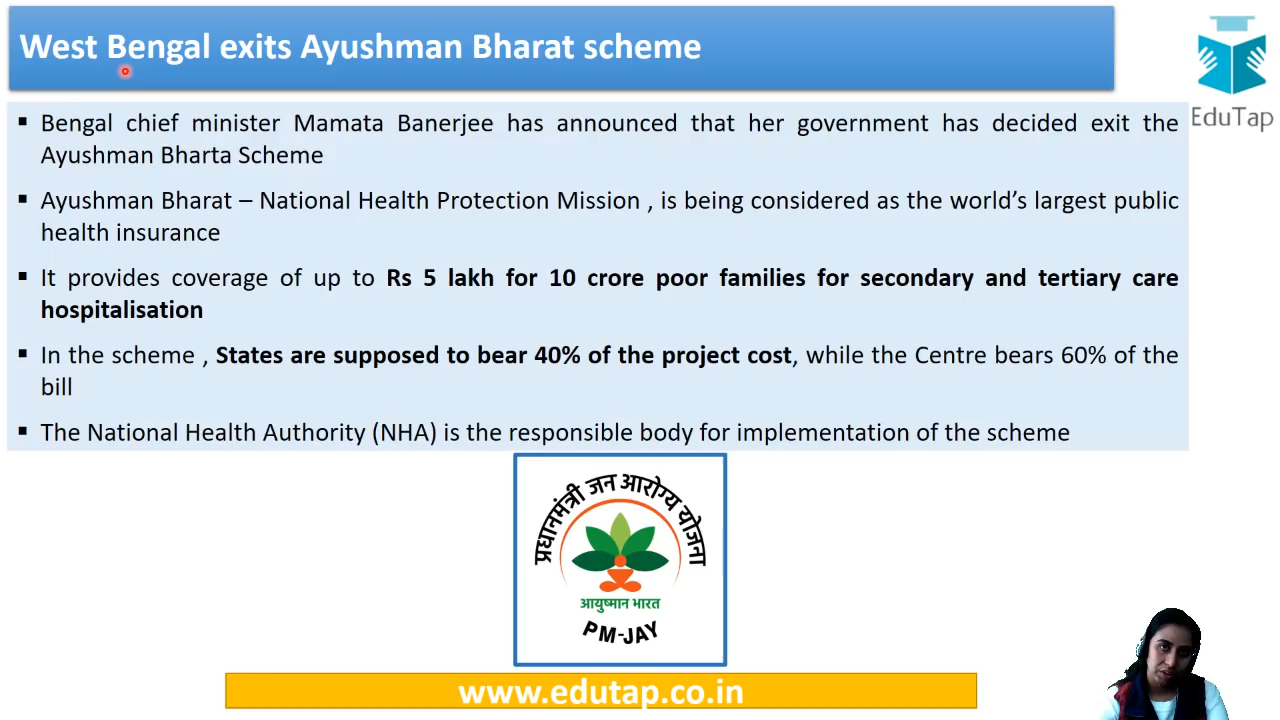 West Bengal exits Ayushman Bharat scheme
EduTap
▪ Bengal chief minister Mamata Banerjee has announced that her government has decided exit the
Ayushman Bharta Scheme
▪ Ayushman Bharat – National Health Protection Mission , is being considered as the world's largest public
health insurance
▪ It provides coverage of up to Rs 5 lakh for 10 crore poor families for secondary and tertiary care
hospitalisation
▪ In the scheme , States are supposed to bear 40% of the project cost, while the Centre bears 60% of the
bill
▪ The National Health Authority (NHA) is the responsible body for implementation of the scheme
प्रधानमंत्री जन आरोग्य योजना
आयुष्मान भारत
PM-JAY
www.edutap.co.in